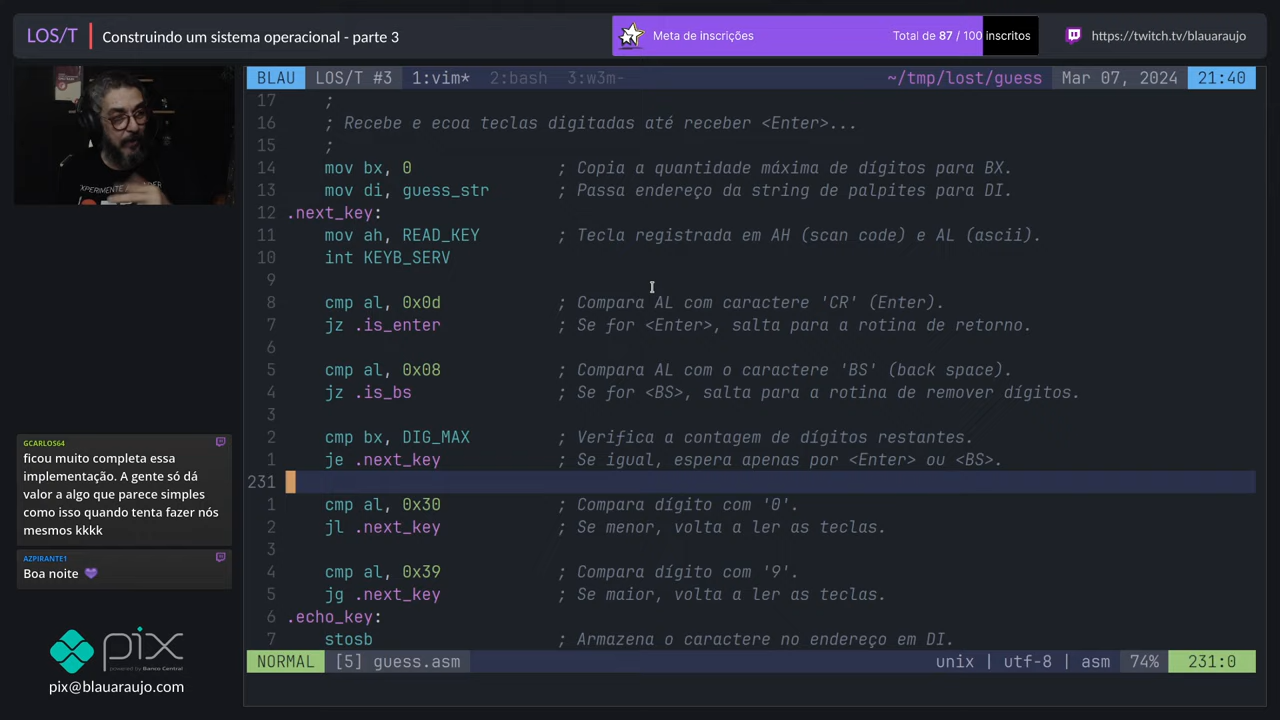 LOS/T
Construindo um sistema operacional - parte 3
Meta de inscrições
Total de 87 / 100 inscritos
https://twitch.tv/blauaraujo
BLAU LOS/T #3 1:vim* 2:bash 3:w3m- ~/tmp/lost/guess Mar 07, 2024 21:40
17 ;
16 ; Recebe e ecoa teclas digitadas até receber <Enter>...
15 ;
14 mov bx, 0 ; Copia a quantidade máxima de dígitos para BX.
13 mov di, guess_str ; Passa endereço da string de palpites para DI.
12 .next_key:
11 mov ah, READ_KEY ; Tecla registrada em AH (scan code) e AL (ascii).
10 int KEYB_SERV
9
8 cmp al, 0x0d ; Compara AL com caractere 'CR' (Enter).
7 jz .is_enter ; Se for <Enter>, salta para a rotina de retorno.
6
5 cmp al, 0x08 ; Compara AL com o caractere 'BS' (back space).
4 jz .is_bs ; Se for <BS>, salta para a rotina de remover dígitos.
3
2 cmp bx, DIG_MAX ; Verifica a contagem de dígitos restantes.
1 je .next_key ; Se igual, espera apenas por <Enter> ou <BS>.
231
1 cmp al, 0x30 ; Compara dígito com '0'.
2 jl .next_key ; Se menor, volta a ler as teclas.
3
4 cmp al, 0x39 ; Compara dígito com '9'.
5 jg .next_key ; Se maior, volta a ler as teclas.
6 .echo_key:
7 stosb ; Armazena o caractere no endereço em DI.
NORMAL [5] guess.asm unix | utf-8 | asm 74% 231:0
GCARLOS64
ficou muito completa essa
implementação. A gente só dá
valor a algo que parece simples
como isso quando tenta fazer nós
mesmos kkkk
AZPIRANTE1
Boa noite 💜
pix
powered by Banco Central
pix@blauaraujo.com